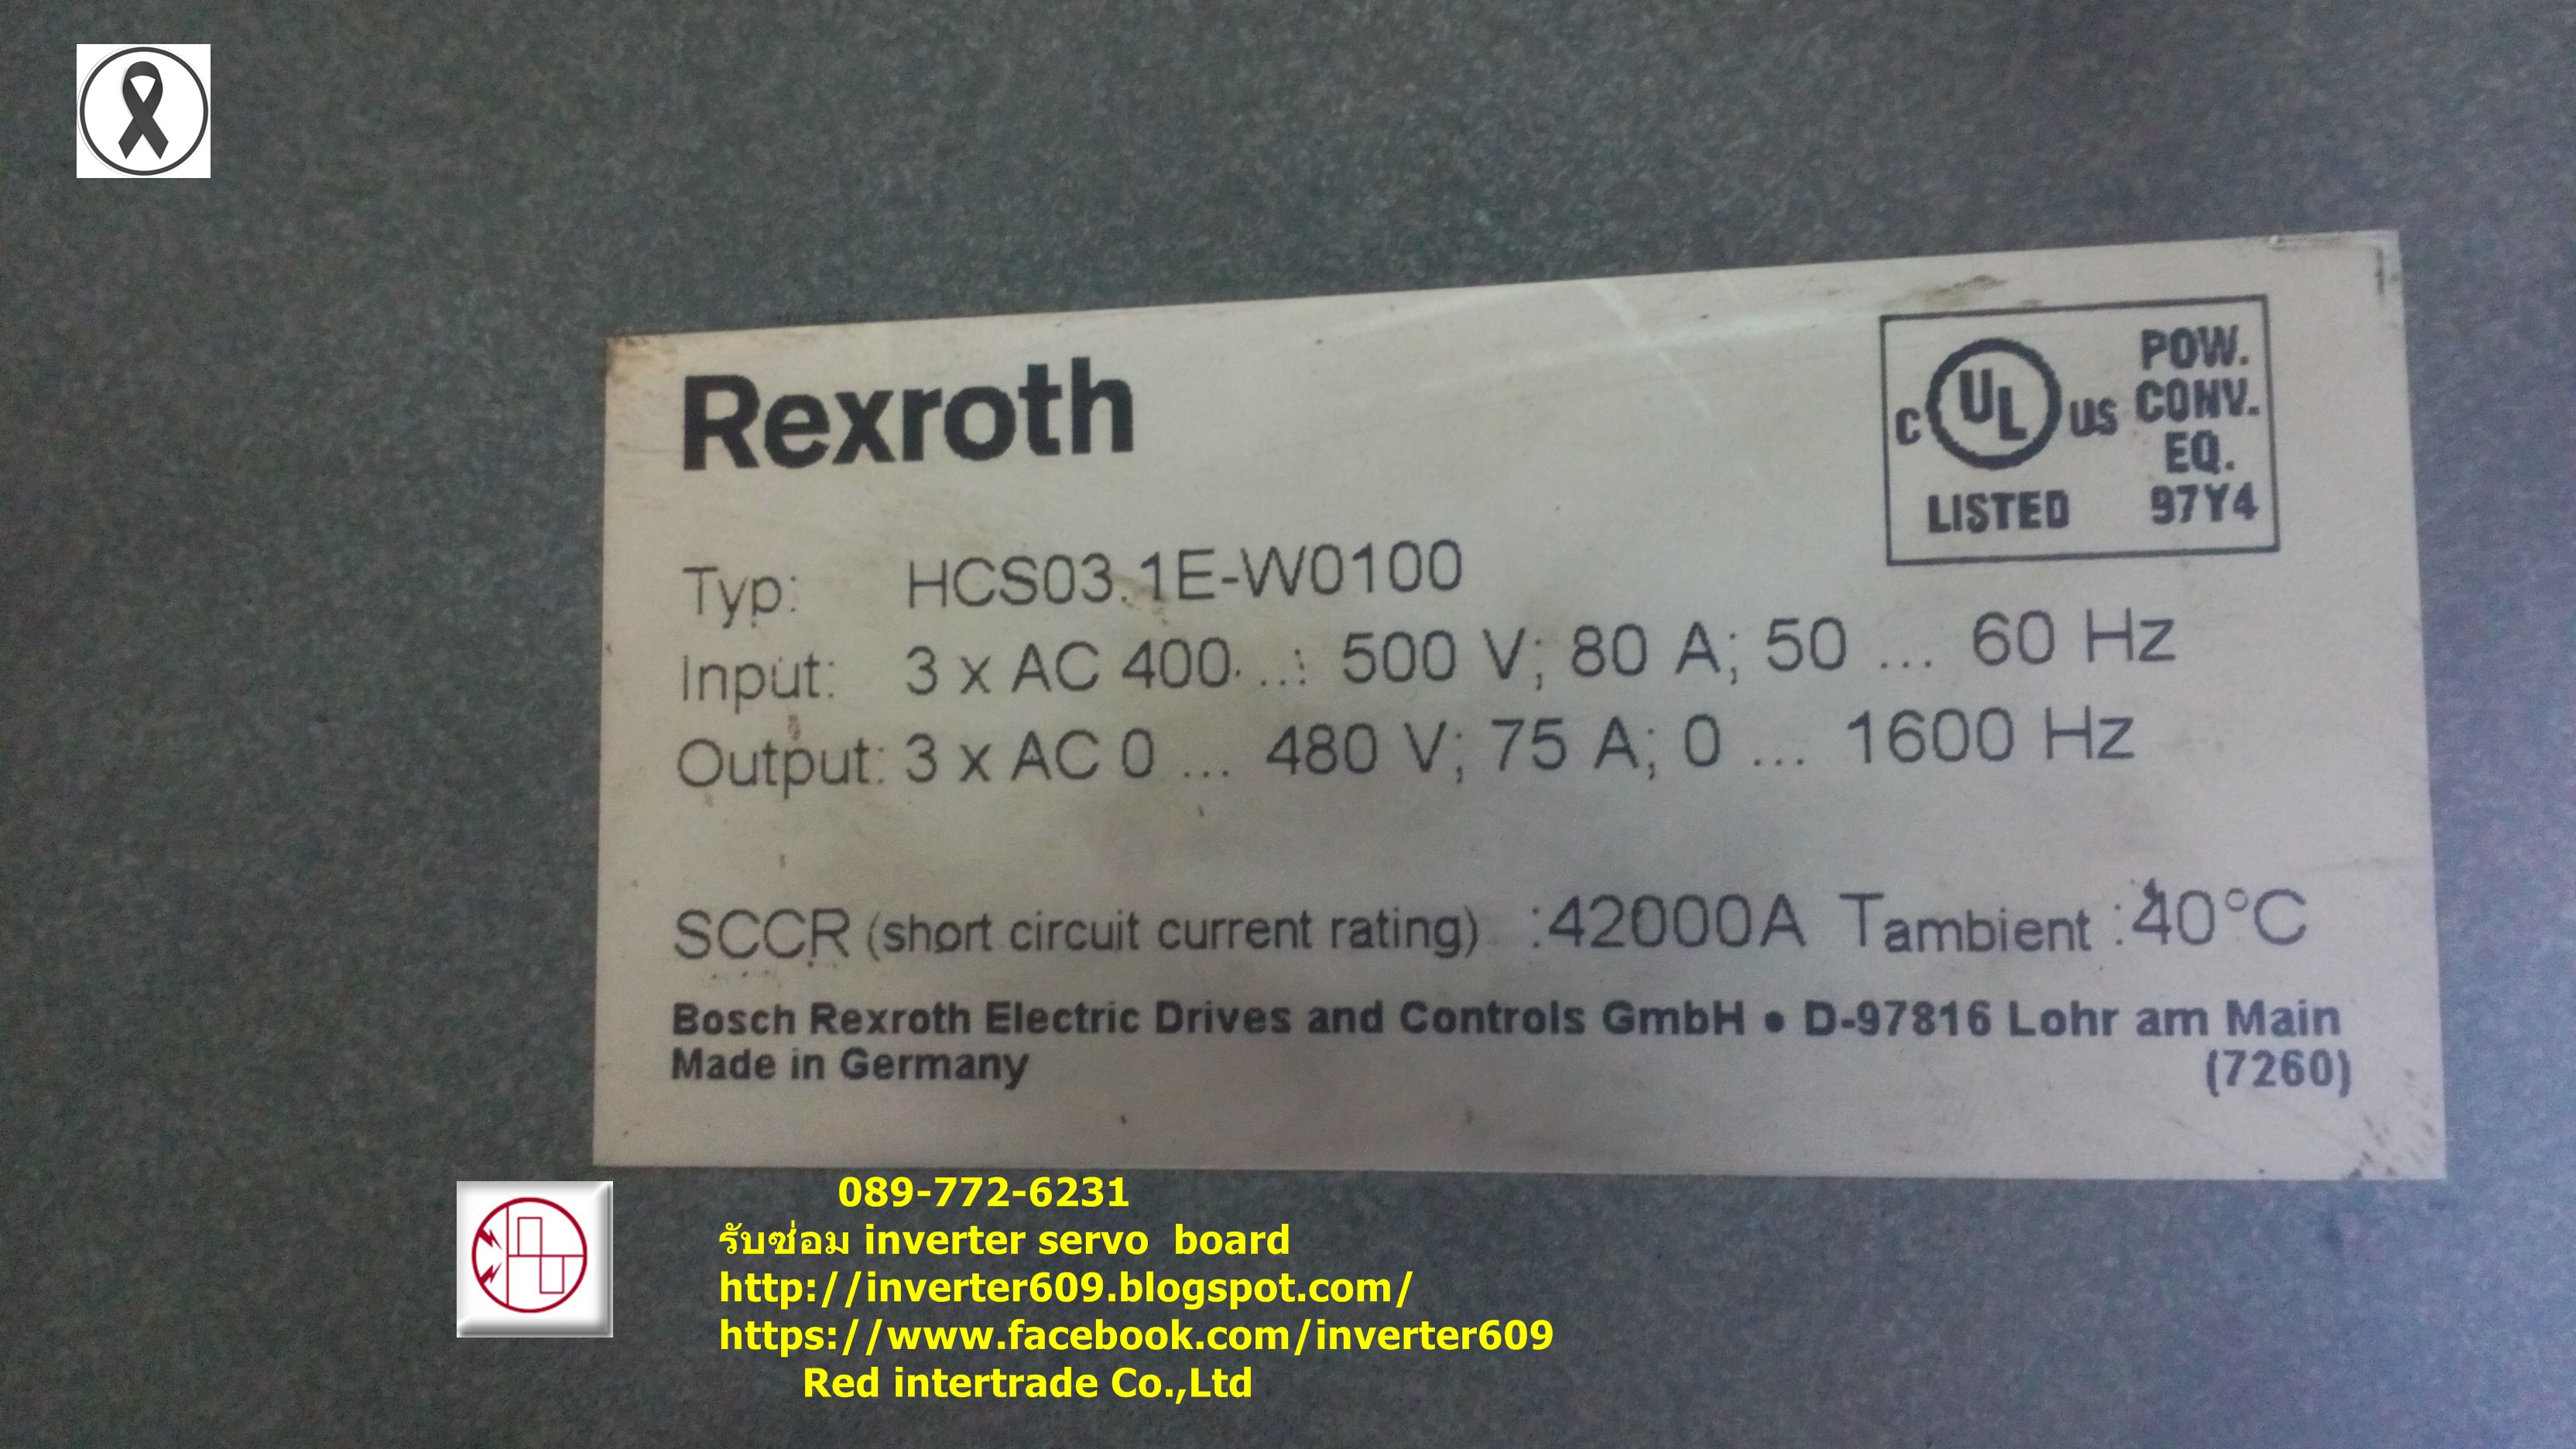 Rexroth
C UL US LISTED
POW.
CONV.
EQ.
97Y4
Typ: HCS03.1E-W0100
Input: 3 x AC 400 ... 500 V; 80 A; 50 ... 60 Hz
Output: 3 x AC 0 ... 480 V; 75 A; 0 ... 1600 Hz
SCCR (short circuit current rating) :42000A Tambient :40°C
Bosch Rexroth Electric Drives and Controls GmbH • D-97816 Lohr am Main
Made in Germany (7260)
089-772-6231
รับซ่อม inverter servo board
http://inverter609.blogspot.com/
https://www.facebook.com/inverter609
Red intertrade Co.,Ltd